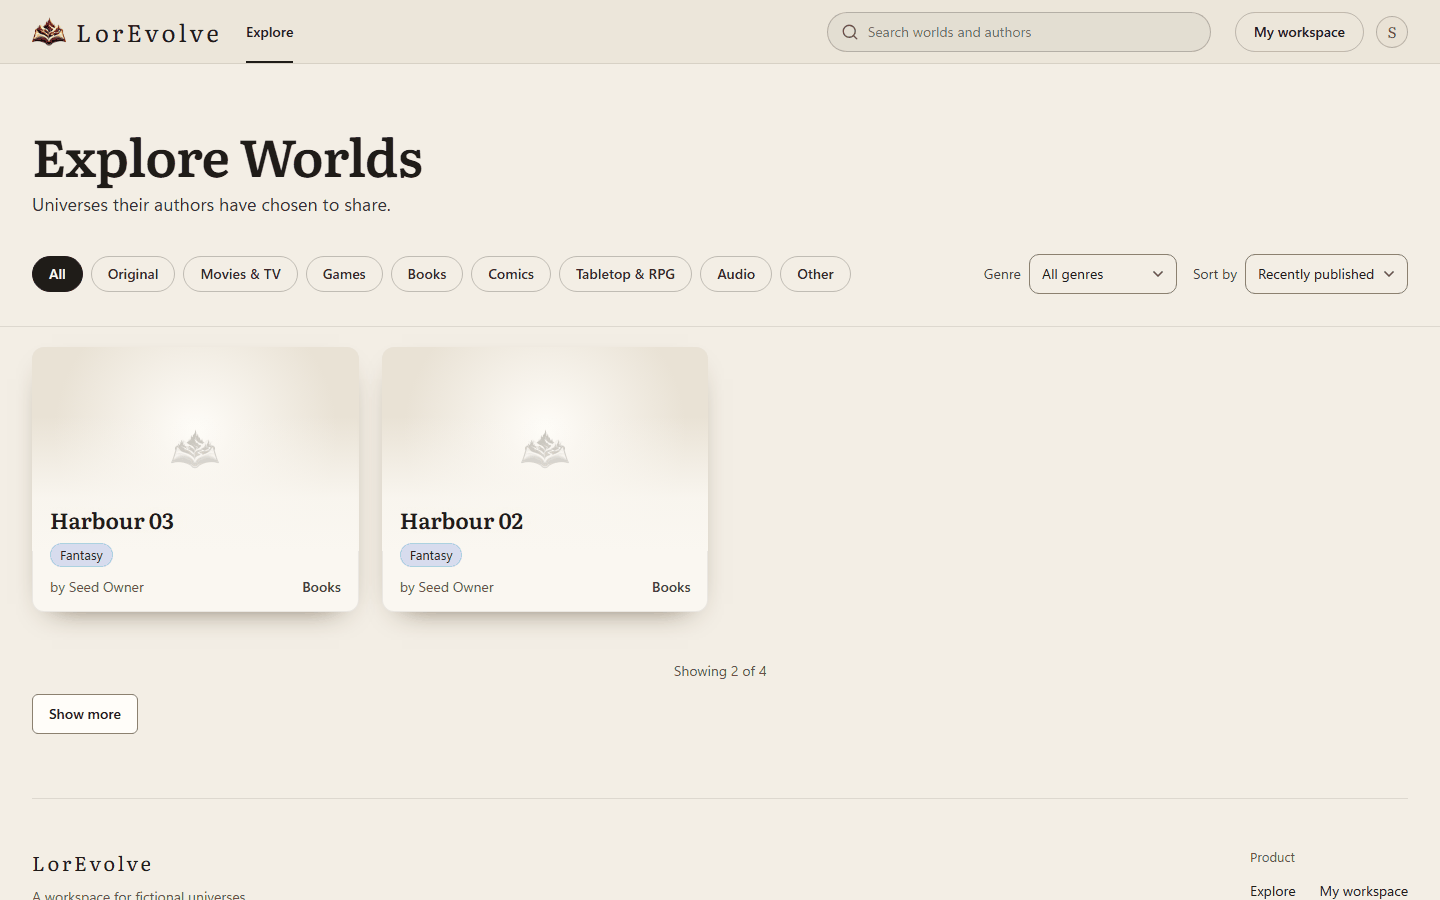 LorEvolve
Explore
Search worlds and authors
My workspace
S
Explore Worlds
Universes their authors have chosen to share.
All
Original
Movies & TV
Games
Books
Comics
Tabletop & RPG
Audio
Other
Genre
All genres
Sort by
Recently published
Harbour 03
Fantasy
by Seed Owner
Books
Harbour 02
Fantasy
by Seed Owner
Books
Showing 2 of 4
Show more
LorEvolve
A workspace for fictional universes
Product
Explore
My workspace